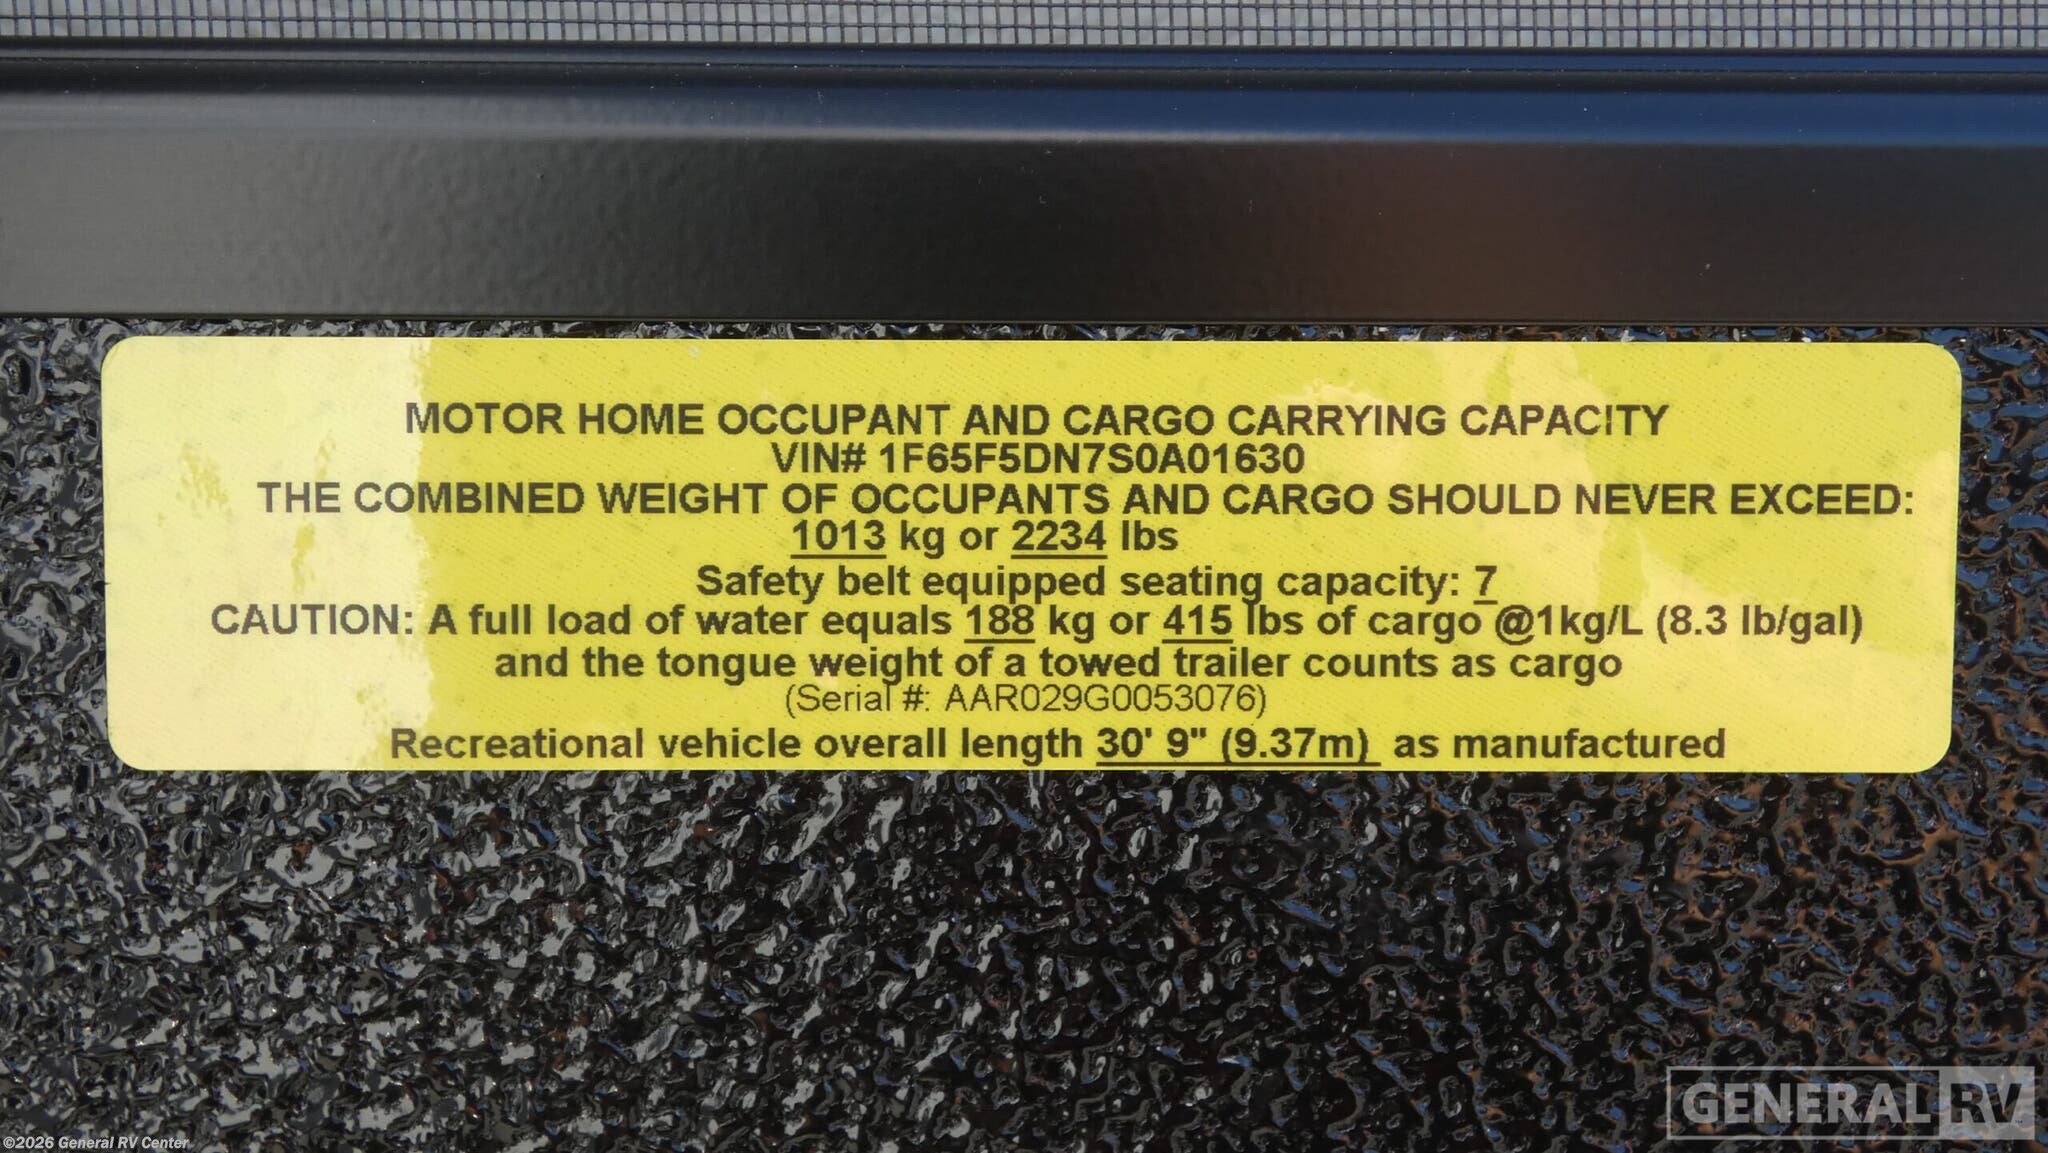 MOTOR HOME OCCUPANT AND CARGO CARRYING CAPACITY
VIN# 1F65F5DN7S0A01630
THE COMBINED WEIGHT OF OCCUPANTS AND CARGO SHOULD NEVER EXCEED:
1013 kg or 2234 lbs
Safety belt equipped seating capacity: 7
CAUTION: A full load of water equals 188 kg or 415 lbs of cargo @1kg/L (8.3 lb/gal)
and the tongue weight of a towed trailer counts as cargo
(Serial #: AAR029G0053076)
Recreational vehicle overall length 30' 9" (9.37m) as manufactured
GENERAL RV
©2026 General RV Center